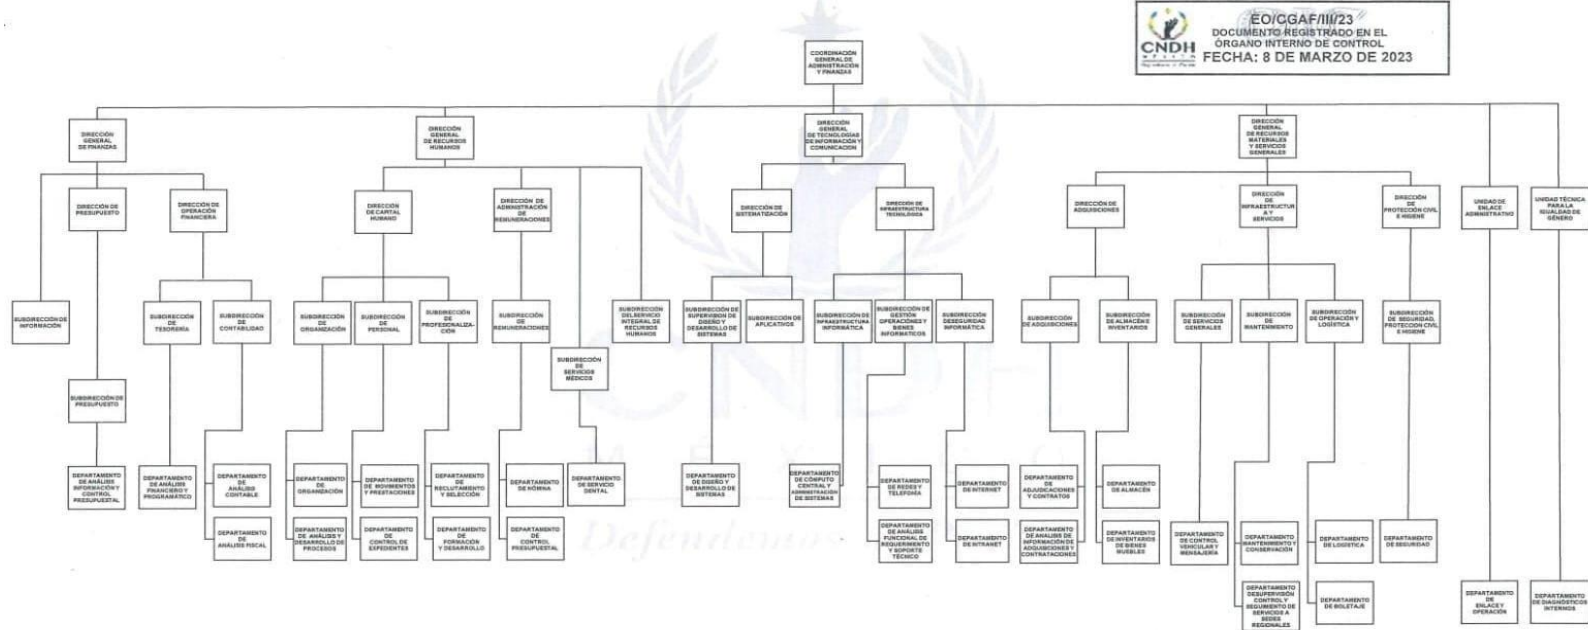 EO/CGAF/III/23
DOCUMENTO REGISTRADO EN EL
ÓRGANO INTERNO DE CONTROL
FECHA: 8 DE MARZO DE 2023
CNDH
MÉXICO
COORDINACIÓN
GENERAL DE
ADMINISTRACIÓN
Y FINANZAS
DIRECCIÓN
GENERAL
DE FINANZAS
DIRECCIÓN
GENERAL
DE RECURSOS
HUMANOS
DIRECCIÓN
GENERAL
DE TECNOLOGÍAS
DE INFORMACIÓN Y
COMUNICACIÓN
DIRECCIÓN
GENERAL
DE RECURSOS
MATERIALES
Y SERVICIOS
GENERALES
DIRECCIÓN DE
PRESUPUESTO
DIRECCIÓN DE
OPERACIÓN
FINANCIERA
DIRECCIÓN
DE CAPITAL
HUMANO
DIRECCIÓN DE
ADMINISTRACIÓN
DE
REMUNERACIONES
DIRECCIÓN DE
SISTEMATIZACIÓN
DIRECCIÓN DE
INFRAESTRUCTURA
TECNOLÓGICA
DIRECCIÓN DE
ADQUISICIONES
DIRECCIÓN
DE
INFRAESTRUCTUR
A Y
SERVICIOS
DIRECCIÓN
DE
PROTECCIÓN CIVIL
E HIGIENE
UNIDAD DE
ENLACE
ADMINISTRATIVO
UNIDAD TÉCNICA
PARA LA
IGUALDAD DE
GÉNERO
SUBDIRECCIÓN DE
INFORMACIÓN
SUBDIRECCIÓN
DE
TESORERÍA
SUBDIRECCIÓN
DE
CONTABILIDAD
SUBDIRECCIÓN
DE
ORGANIZACIÓN
SUBDIRECCIÓN
DE
PERSONAL
SUBDIRECCIÓN
DE
PROFESIONALIZA-
CIÓN
SUBDIRECCIÓN
DE
REMUNERACIONES
SUBDIRECCIÓN
DEL SERVICIO
INTEGRAL DE
RECURSOS
HUMANOS
SUBDIRECCIÓN DE
SUPERVISION DE
DISEÑO Y
DESARROLLO DE
SISTEMAS
SUBDIRECCIÓN DE
APLICATIVOS
SUBDIRECCIÓN
DE INFRAESTRUCTURA
INFORMÁTICA
SUBDIRECCIÓN DE
GESTIÓN
OPERACIONES Y
BIENES
INFORMATICOS
SUBDIRECCIÓN
DE SEGURIDAD
INFORMÁTICA
SUBDIRECCIÓN
DE ADQUISICIONES
SUBDIRECCIÓN
DE ALMACÉN E
INVENTARIOS
SUBDIRECCIÓN
DE SERVICIOS
GENERALES
SUBDIRECCIÓN
DE
MANTENIMIENTO
SUBDIRECCIÓN
DE OPERACIÓN Y
LOGÍSTICA
SUBDIRECCIÓN
DE SEGURIDAD,
PROTECCION CIVIL
E HIGIENE
SUBDIRECCIÓN
DE
SERVICIOS
MÉDICOS
SUBDIRECCIÓN DE
PRESUPUESTO
DEPARTAMENTO
DE ANÁLISIS
INFORMACIÓN Y
CONTROL
PRESUPUESTAL
DEPARTAMENTO
DE ANÁLISIS
FINANCIERO Y
PROGRAMÁTICO
DEPARTAMENTO
DE
ANÁLISIS
CONTABLE
DEPARTAMENTO
DE
ORGANIZACIÓN
DEPARTAMENTO
DE MOVIMIENTOS
Y PRESTACIONES
DEPARTAMENTO
DE
RECLUTAMIENTO
Y SELECCIÓN
DEPARTAMENTO
DE NÓMINA
DEPARTAMENTO
DE SERVICIO
DENTAL
DEPARTAMENTO
DE DISEÑO Y
DESARROLLO DE
SISTEMAS
DEPARTAMENTO
DE CÓMPUTO
CENTRAL Y
ADMINISTRACIÓN
DE SISTEMAS
DEPARTAMENTO
DE REDES Y
TELEFONÍA
DEPARTAMENTO
DE INTERNET
DEPARTAMENTO
DE
ADJUDICACIONES
Y CONTRATOS
DEPARTAMENTO
DE ALMACÉN
DEPARTAMENTO
DE
ANÁLISIS FISCAL
DEPARTAMENTO
DE ANÁLISIS Y
DESARROLLO DE
PROCESOS
DEPARTAMENTO
DE
CONTROL DE
EXPEDIENTES
DEPARTAMENTO
DE
FORMACIÓN
Y DESARROLLO
DEPARTAMENTO
DE
CONTROL
PRESUPUESTAL
DEPARTAMENTO
DE ANÁLISIS
FUNCIONAL DE
REQUERIMIENTO
Y SOPORTE
TÉCNICO
DEPARTAMENTO
DE INTRANET
DEPARTAMENTO
DE ANALISIS DE
INFORMACIÓN DE
ADQUISICIONES Y
CONTRATACIONES
DEPARTAMENTO
DE INVENTARIOS
DE BIENES
MUEBLES
DEPARTAMENTO
DE CONTROL
VEHICULAR Y
MENSAJERÍA
DEPARTAMENTO
MANTENIMIENTO Y
CONSERVACIÓN
DEPARTAMENTO
DE LOGÍSTICA
DEPARTAMENTO
DE SEGURIDAD
DEPARTAMENTO
DE SUPERVISIÓN
CONTROL Y
SEGUIMIENTO DE
SERVICIOS A
SEDES
REGIONALES
DEPARTAMENTO
DE BOLETAJE
DEPARTAMENTO
DE
ENLACE Y
OPERACIÓN
DEPARTAMENTO
DE DIAGNÓSTICOS
INTERNOS
CNDH
MÉXICO
Defendemos